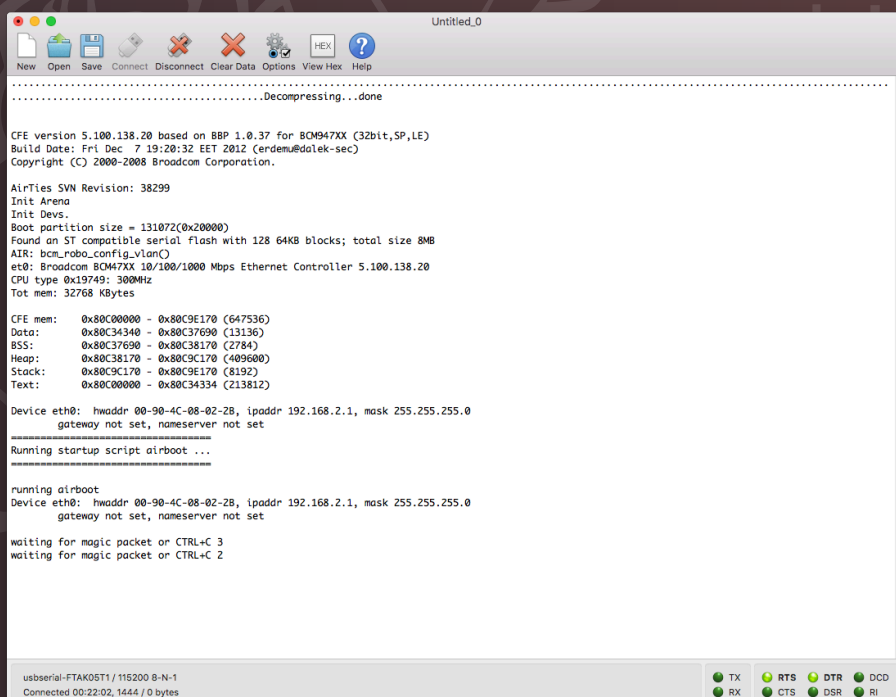 Untitled_0
New Open Save Connect Disconnect Clear Data Options View Hex Help
HEX
?
..................................................................................................................................................
..........................................Decompressing...done
CFE version 5.100.138.20 based on BBP 1.0.37 for BCM947XX (32bit,SP,LE)
Build Date: Fri Dec  7 19:20:32 EET 2012 (erdemu@dalek-sec)
Copyright (C) 2000-2008 Broadcom Corporation.
AirTies SVN Revision: 38299
Init Arena
Init Devs.
Boot partition size = 131072(0x20000)
Found an ST compatible serial flash with 128 64KB blocks; total size 8MB
AIR: bcm_robo_config_vlan()
et0: Broadcom BCM47XX 10/100/1000 Mbps Ethernet Controller 5.100.138.20
CPU type 0x19749: 300MHz
Tot mem: 32768 KBytes
CFE mem:    0x80C00000 - 0x80C9E170 (647536)
Data:       0x80C34340 - 0x80C37690 (13136)
BSS:        0x80C37690 - 0x80C38170 (2784)
Heap:       0x80C38170 - 0x80C9C170 (409600)
Stack:      0x80C9C170 - 0x80C9E170 (8192)
Text:       0x80C00000 - 0x80C34334 (213812)
Device eth0:  hwaddr 00-90-4C-08-02-2B, ipaddr 192.168.2.1, mask 255.255.255.0
        gateway not set, nameserver not set
==================================
Running startup script airboot ...
==================================
running airboot
Device eth0:  hwaddr 00-90-4C-08-02-2B, ipaddr 192.168.2.1, mask 255.255.255.0
        gateway not set, nameserver not set
waiting for magic packet or CTRL+C 3
waiting for magic packet or CTRL+C 2
usbserial-FTAK05T1 / 115200 8-N-1
Connected 00:22:02, 1444 / 0 bytes
TX RTS DTR DCD
RX CTS DSR RI